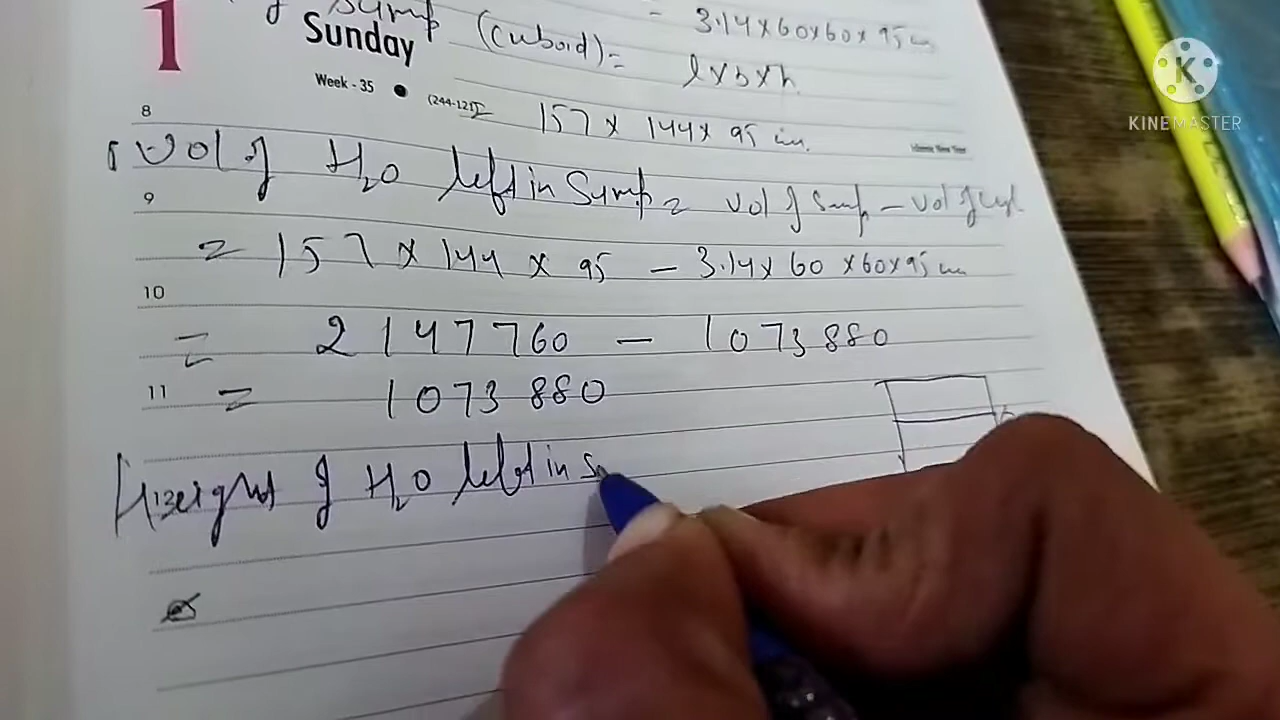 of Sump (cuboid) = = 3.14 x 60 x 60 x 95 cm
1 Sunday l x b x h
Week - 35 (244-121) = 157 x 144 x 95 cm.
8
Vol of H2O left in Sump = Vol of Sump - Vol of cyl.
9
= 157 x 144 x 95 - 3.14 x 60 x 60 x 95 cm
10
= 2147760 - 1073880
11 = 1073880
Height of H2O left in S
12
KINEMASTER